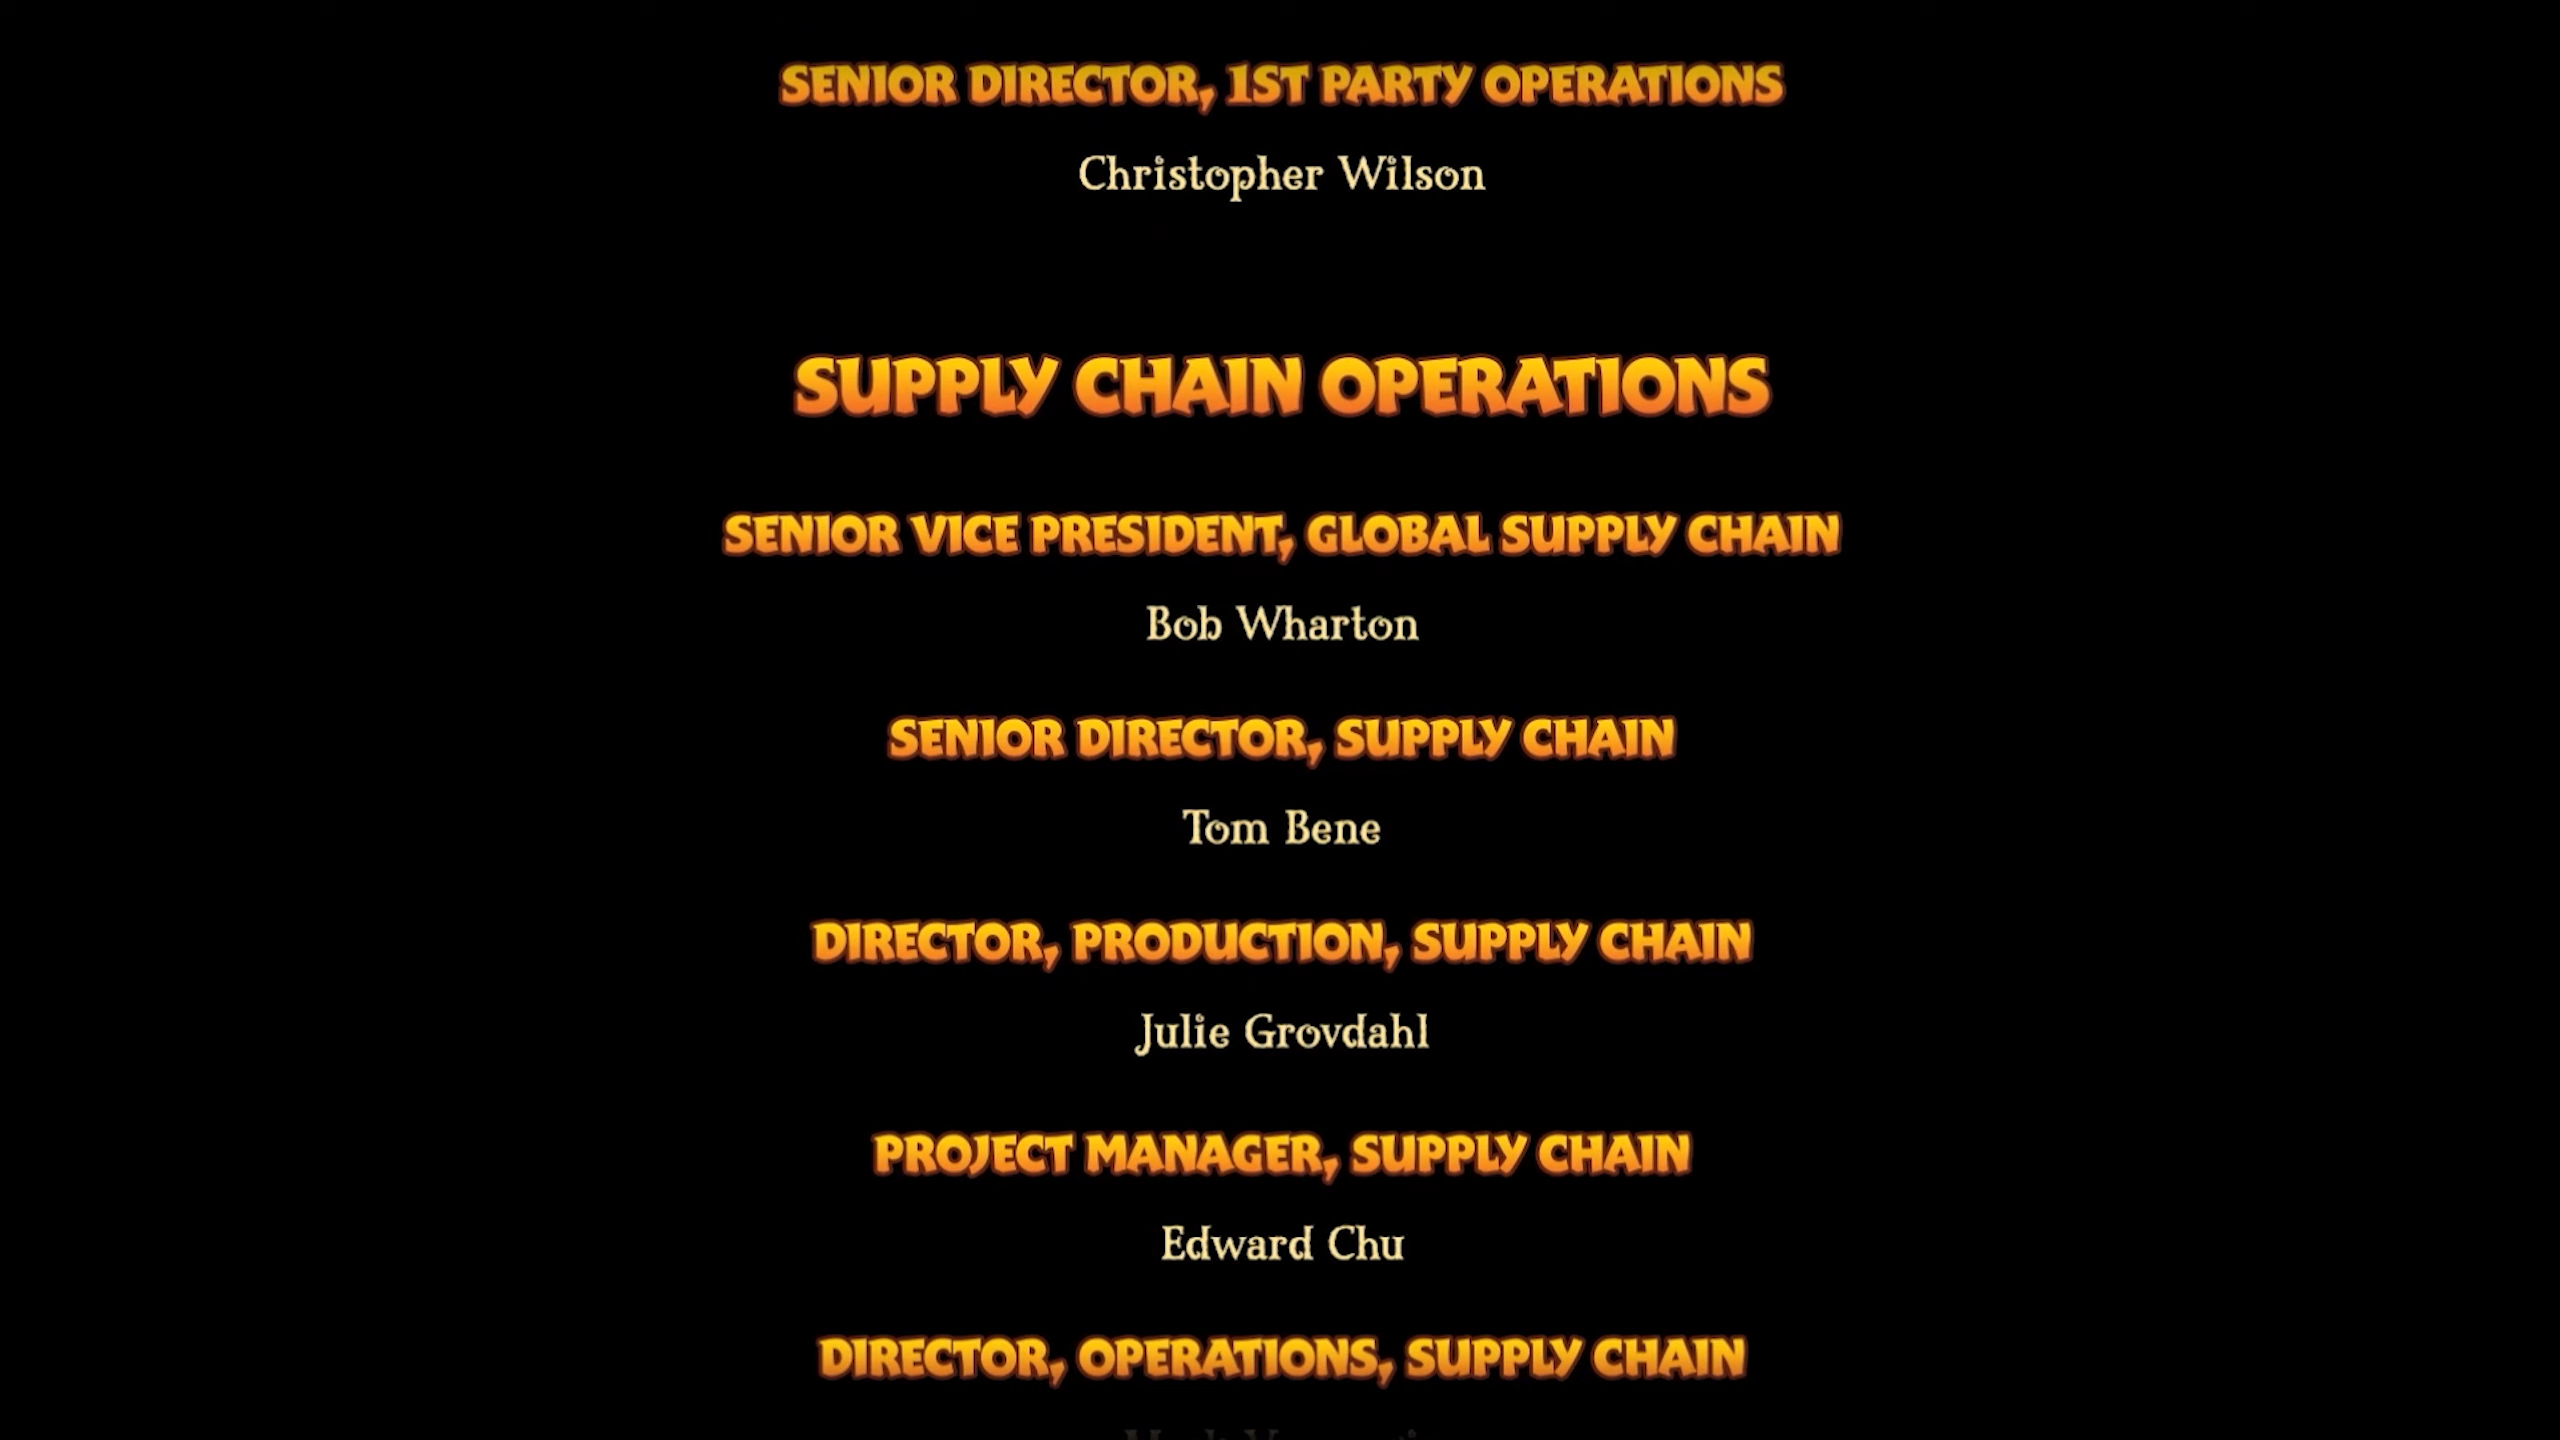 SENIOR DIRECTOR, 1ST PARTY OPERATIONS
Christopher Wilson
SUPPLY CHAIN OPERATIONS
SENIOR VICE PRESIDENT, GLOBAL SUPPLY CHAIN
Bob Wharton
SENIOR DIRECTOR, SUPPLY CHAIN
Tom Bene
DIRECTOR, PRODUCTION, SUPPLY CHAIN
Julie Grovdahl
PROJECT MANAGER, SUPPLY CHAIN
Edward Chu
DIRECTOR, OPERATIONS, SUPPLY CHAIN